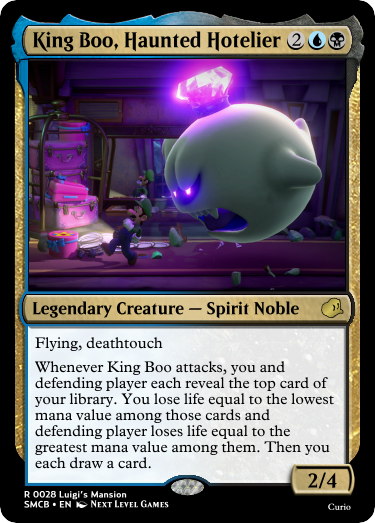 King Boo, Haunted Hotelier 2
Legendary Creature — Spirit Noble
Flying, deathtouch
Whenever King Boo attacks, you and
defending player each reveal the top card of
your library. You lose life equal to the lowest
mana value among those cards and
defending player loses life equal to the
greatest mana value among them. Then you
each draw a card.
2/4
R 0028 Luigi's Mansion
SMCB • EN Next Level Games
Curio